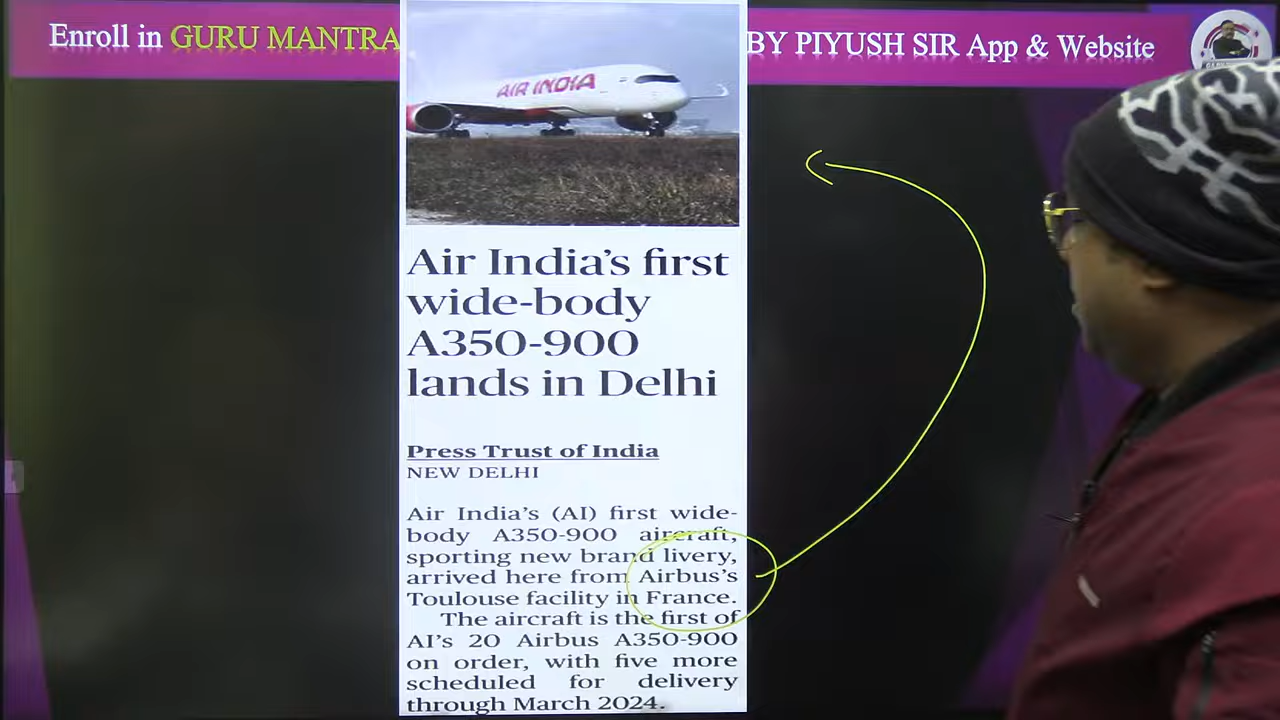 Enroll in GURU MANTRA
BY PIYUSH SIR App & Website
AIR INDIA
Air India's first
wide-body
A350-900
lands in Delhi
Press Trust of India
NEW DELHI
Air India's (AI) first wide-
body A350-900 aircraft,
sporting new brand livery,
arrived here from Airbus's
Toulouse facility in France.
The aircraft is the first of
AI's 20 Airbus A350-900
on order, with five more
scheduled for delivery
through March 2024.